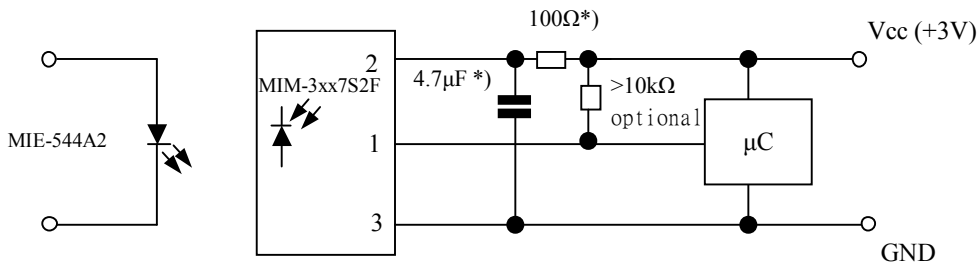 100Ω*)
Vcc (+3V)
2
4.7µF *)
>10kΩ
optional
MIM-3xx7S2F
MIE-544A2
1
µC
3
GND